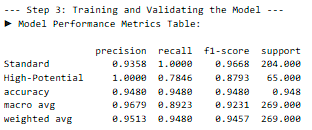 --- Step 3: Training and Validating the Model ---
► Model Performance Metrics Table:
precision recall f1-score support
Standard 0.9358 1.0000 0.9668 204.000
High-Potential 1.0000 0.7846 0.8793 65.000
accuracy 0.9480 0.9480 0.9480 0.948
macro avg 0.9679 0.8923 0.9231 269.000
weighted avg 0.9513 0.9480 0.9457 269.000